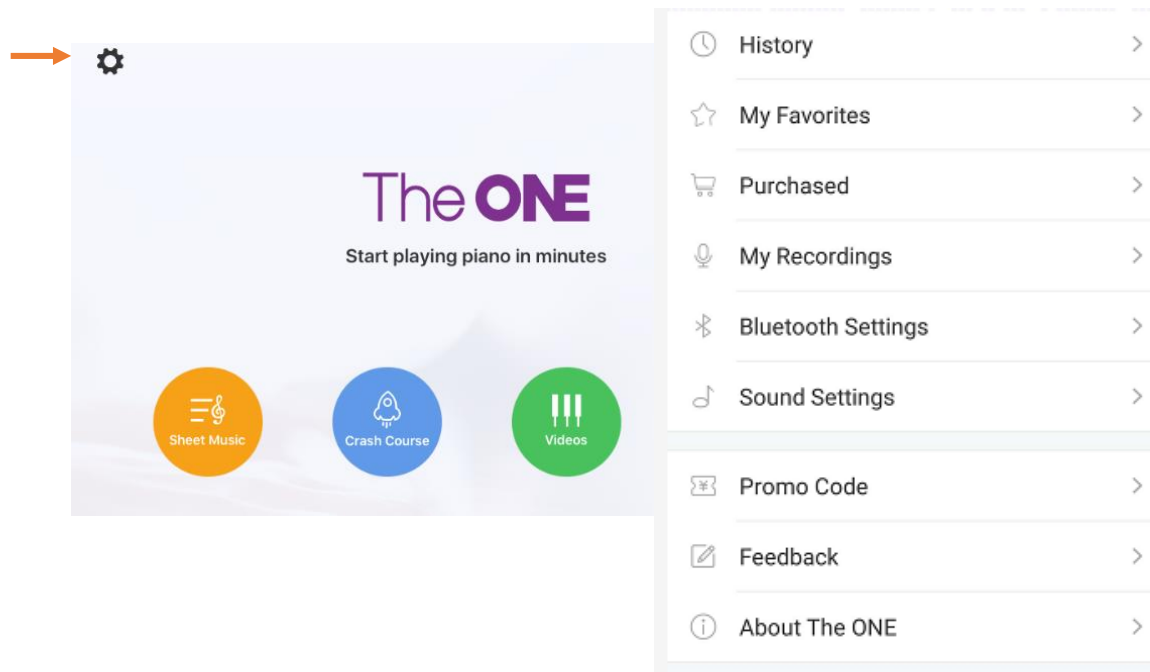 The ONE
Start playing piano in minutes
Sheet Music
Crash Course
Videos
History
My Favorites
Purchased
My Recordings
Bluetooth Settings
Sound Settings
Promo Code
Feedback
About The ONE